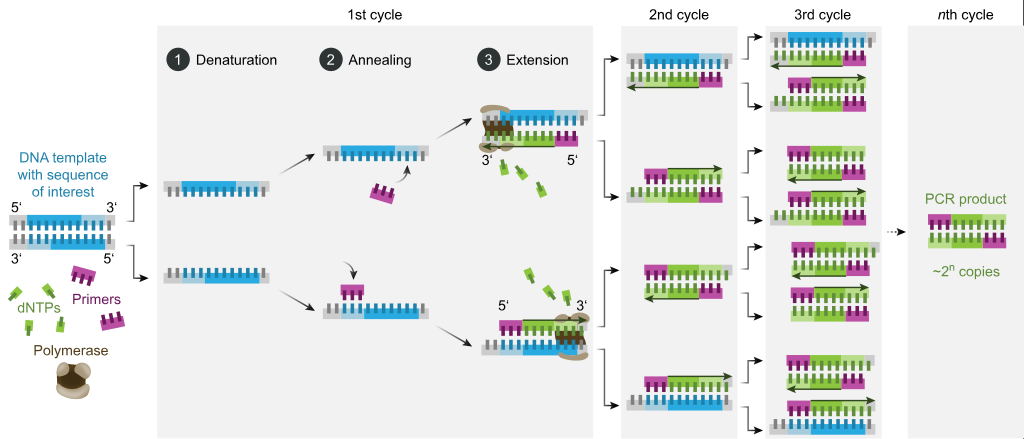 1st cycle
2nd cycle
3rd cycle
nth cycle
1 Denaturation
2 Annealing
3 Extension
DNA template
with sequence
of interest
5‘ 3‘
3‘ 5‘
Primers
dNTPs
Polymerase
3‘ 5‘
5‘ 3‘
PCR product
~2ⁿ copies